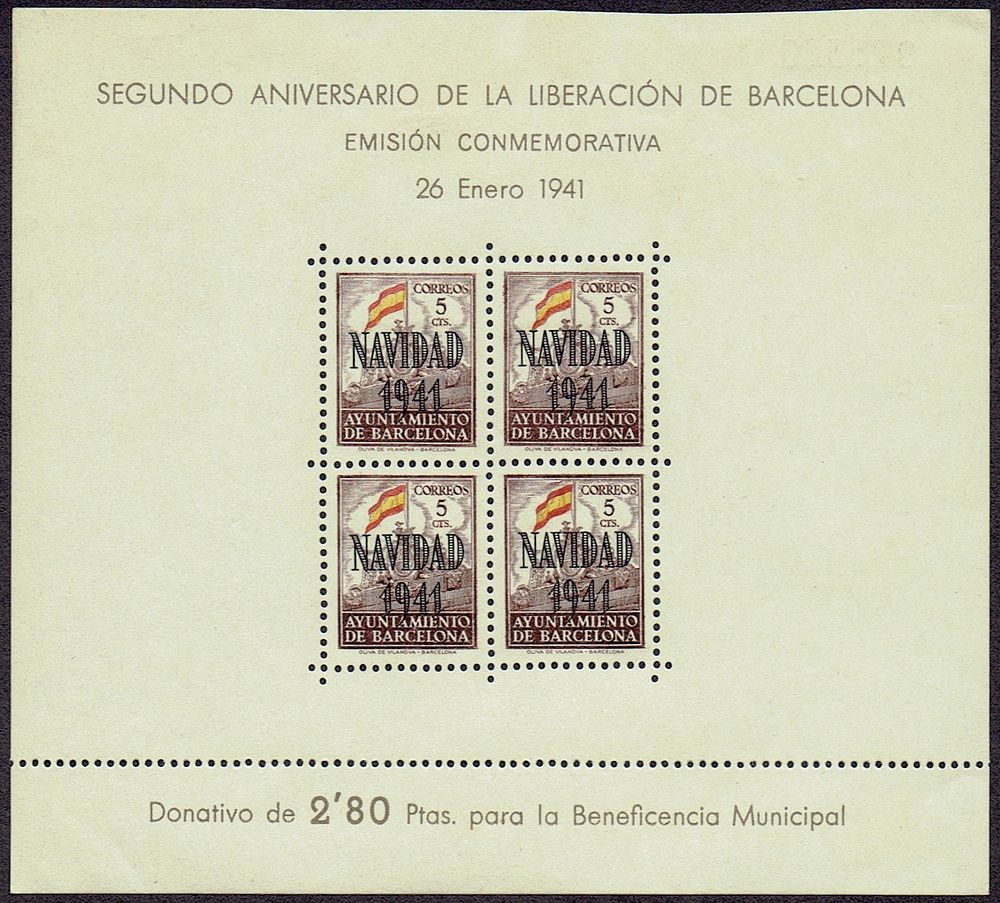 SEGUNDO ANIVERSARIO DE LA LIBERACIÓN DE BARCELONA
EMISIÓN CONMEMORATIVA
26 Enero 1941
CORREOS
5
CTS.
NAVIDAD
1941
AYUNTAMIENTO
DE BARCELONA
OLIVA DE VILANOVA - BARCELONA
CORREOS
5
CTS.
NAVIDAD
1941
AYUNTAMIENTO
DE BARCELONA
OLIVA DE VILANOVA - BARCELONA
CORREOS
5
CTS.
NAVIDAD
1941
AYUNTAMIENTO
DE BARCELONA
OLIVA DE VILANOVA - BARCELONA
CORREOS
5
CTS.
NAVIDAD
1941
AYUNTAMIENTO
DE BARCELONA
OLIVA DE VILANOVA - BARCELONA
Donativo de 2'80 Ptas. para la Beneficencia Municipal